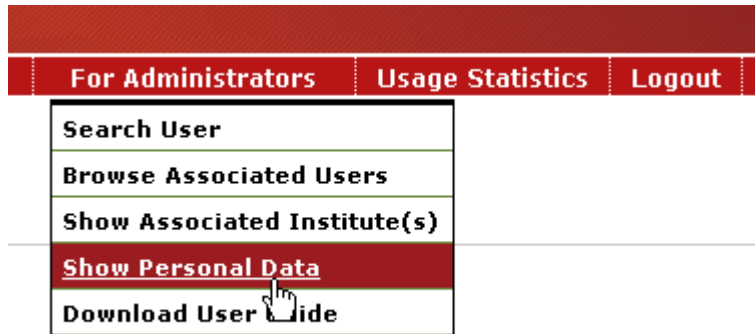 For Administrators Usage Statistics Logout
Search User
Browse Associated Users
Show Associated Institute(s)
Show Personal Data
Download User